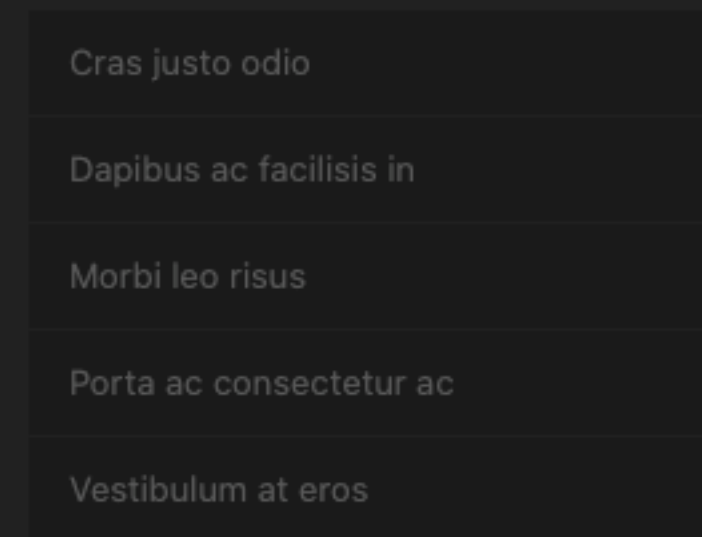 Cras justo odio
Dapibus ac facilisis in
Morbi leo risus
Porta ac consectetur ac
Vestibulum at eros